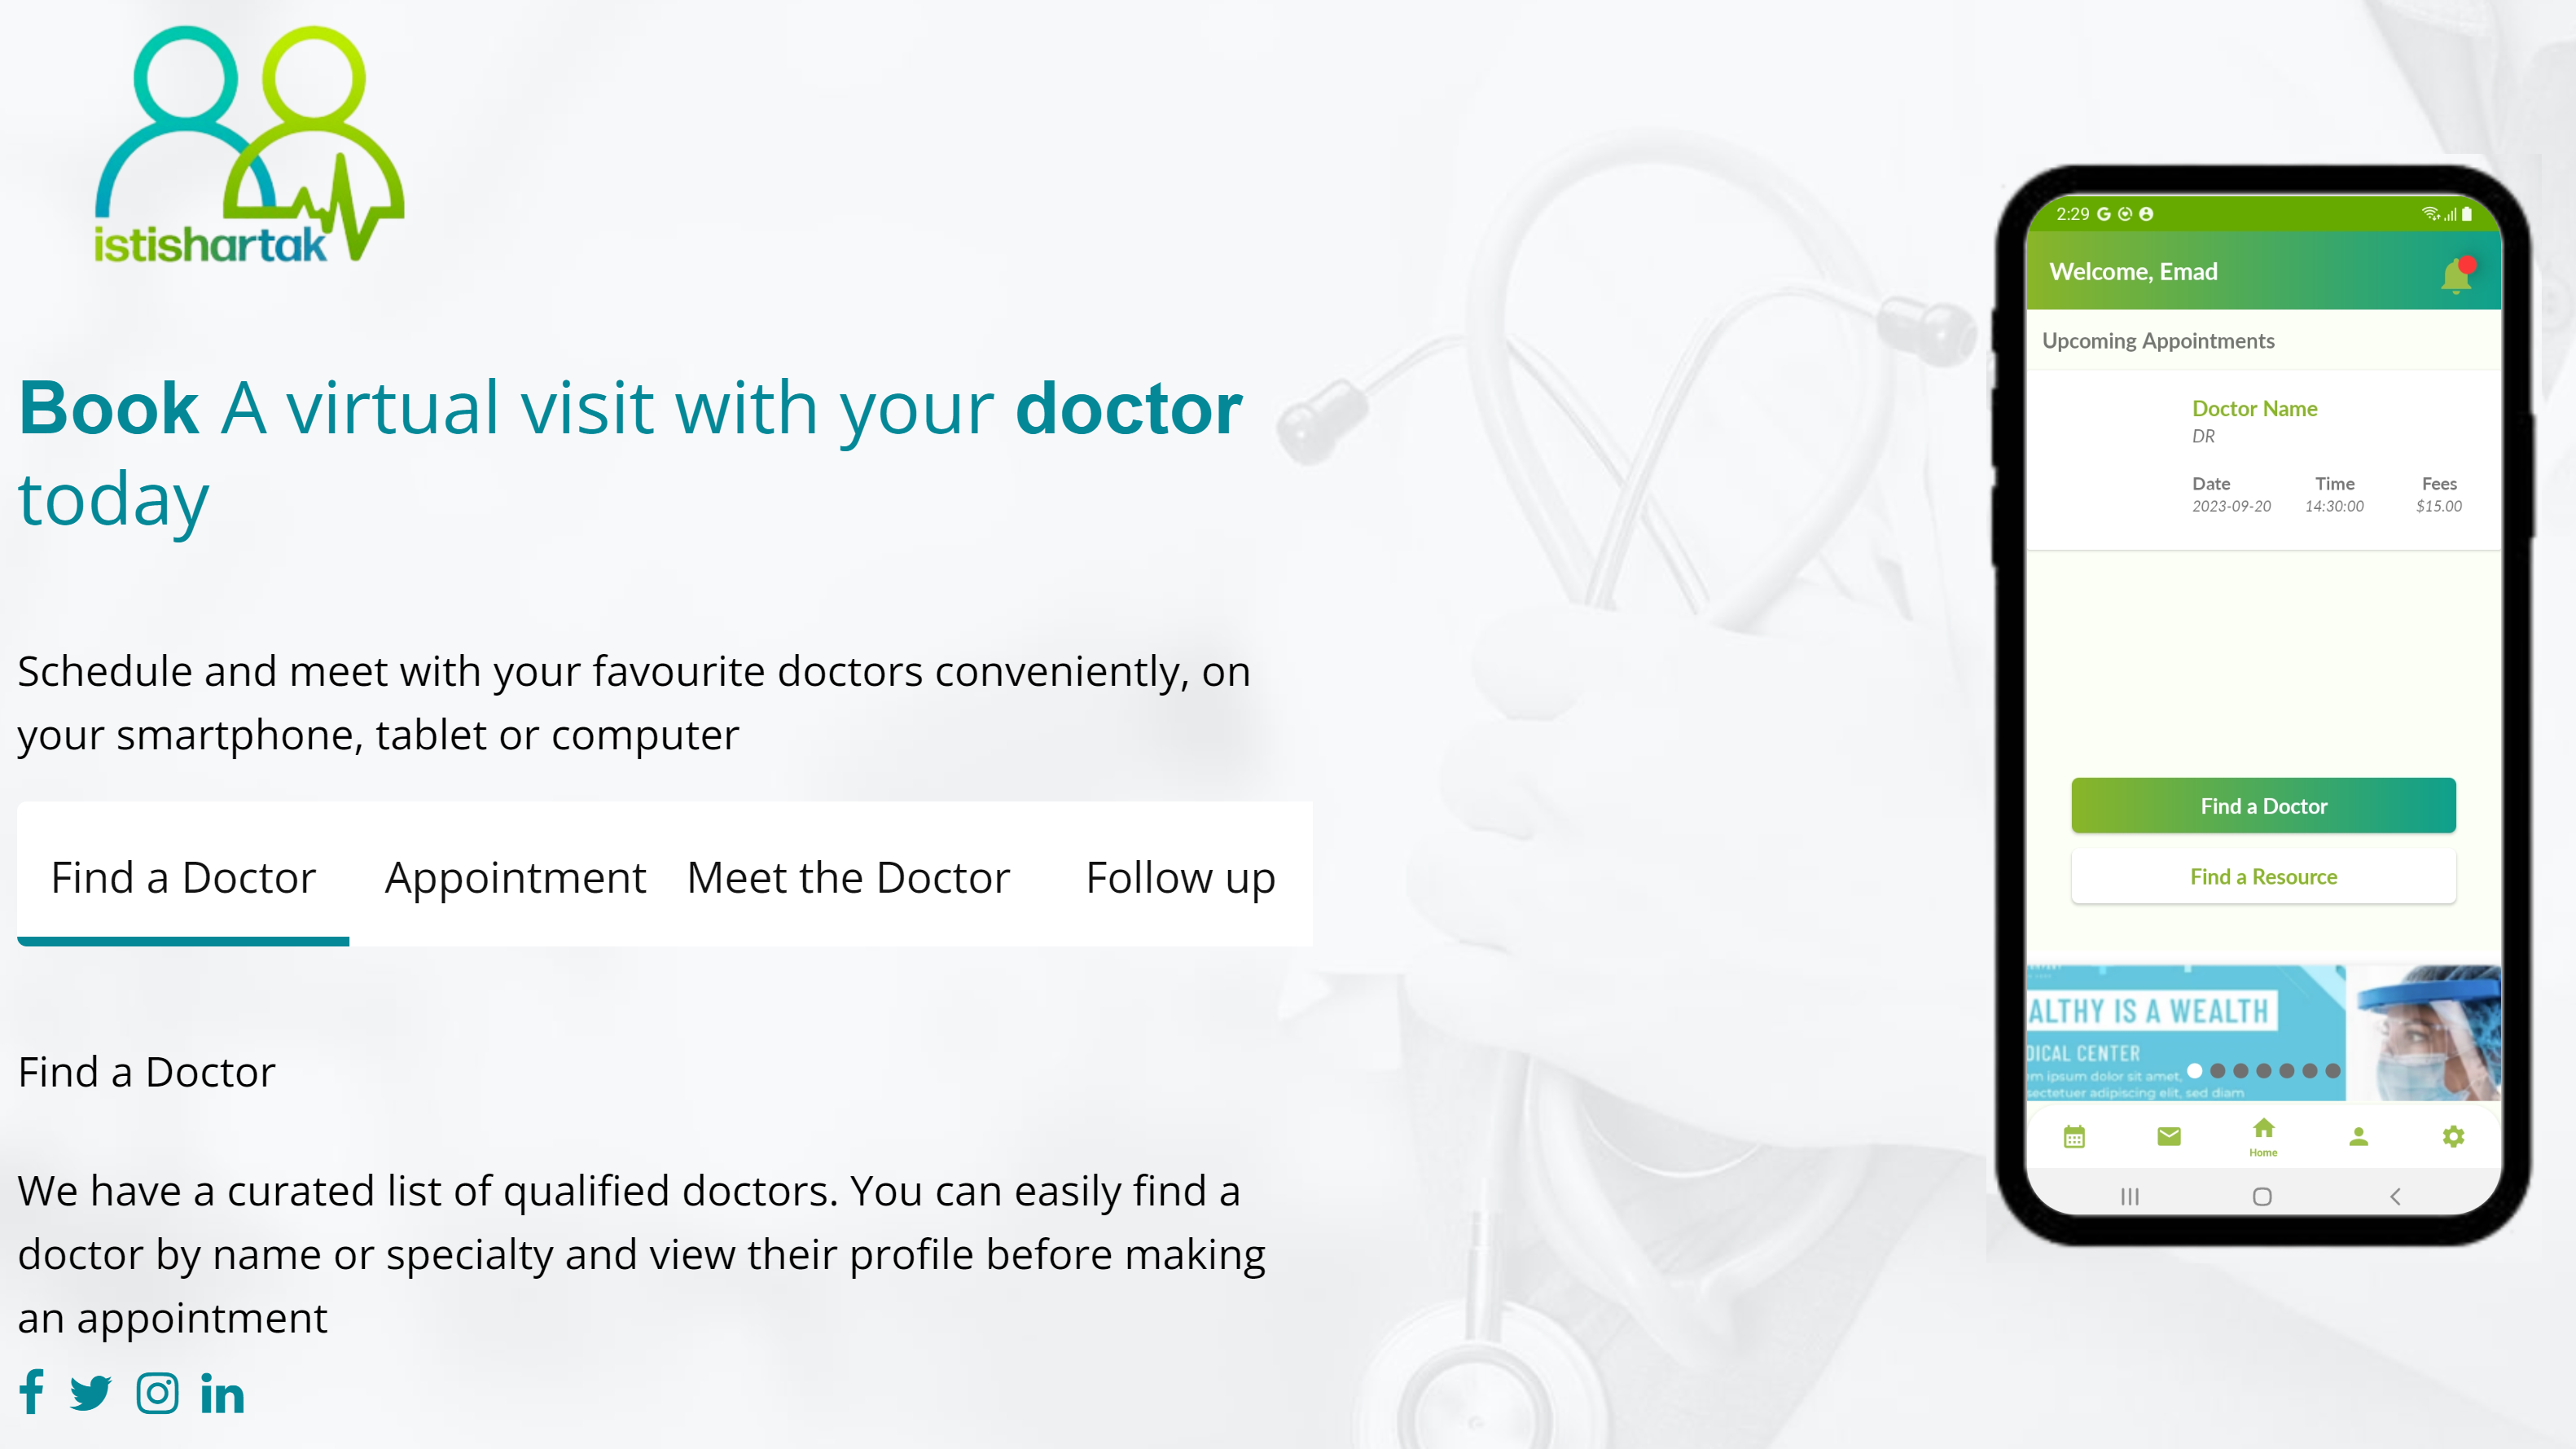 istishartak
Book A virtual visit with your doctor
today
Schedule and meet with your favourite doctors conveniently, on
your smartphone, tablet or computer
Find a Doctor Appointment Meet the Doctor Follow up
Find a Doctor
We have a curated list of qualified doctors. You can easily find a
doctor by name or specialty and view their profile before making
an appointment
2:29
Welcome, Emad
Upcoming Appointments
Doctor Name
DR
Date Time Fees
2023-09-20 14:30:00 $15.00
Find a Doctor
Find a Resource
ALTHY IS A WEALTH
DICAL CENTER
m ipsum dolor sit amet,
sectetuer adipiscing elit, sed diam
Home